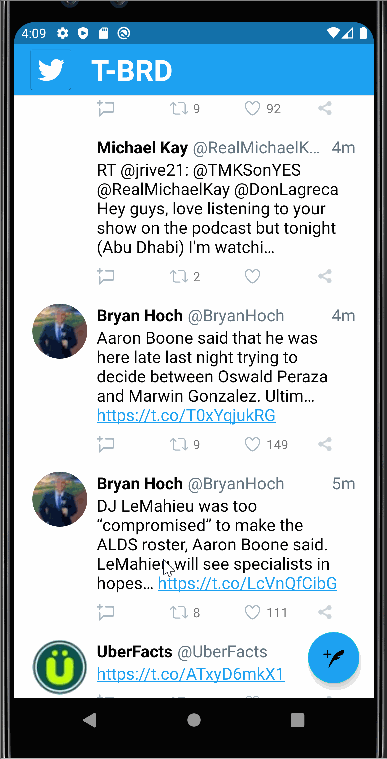 4:09
T-BRD
9 92
Michael Kay @RealMichaelK... 4m
RT @jrive21: @TMKSonYES
@RealMichaelKay @DonLagreca
Hey guys, love listening to your
show on the podcast but tonight
(Abu Dhabi) I'm watchi...
2
Bryan Hoch @BryanHoch 4m
Aaron Boone said that he was
here late last night trying to
decide between Oswald Peraza
and Marwin Gonzalez. Ultim...
https://t.co/T0xYqjukRG
9 149
Bryan Hoch @BryanHoch 5m
DJ LeMahieu was too
“compromised” to make the
ALDS roster, Aaron Boone said.
LeMahieu will see specialists in
hopes... https://t.co/LcVnQfCibG
8 111
UberFacts @UberFacts
https://t.co/ATxyD6mkX1